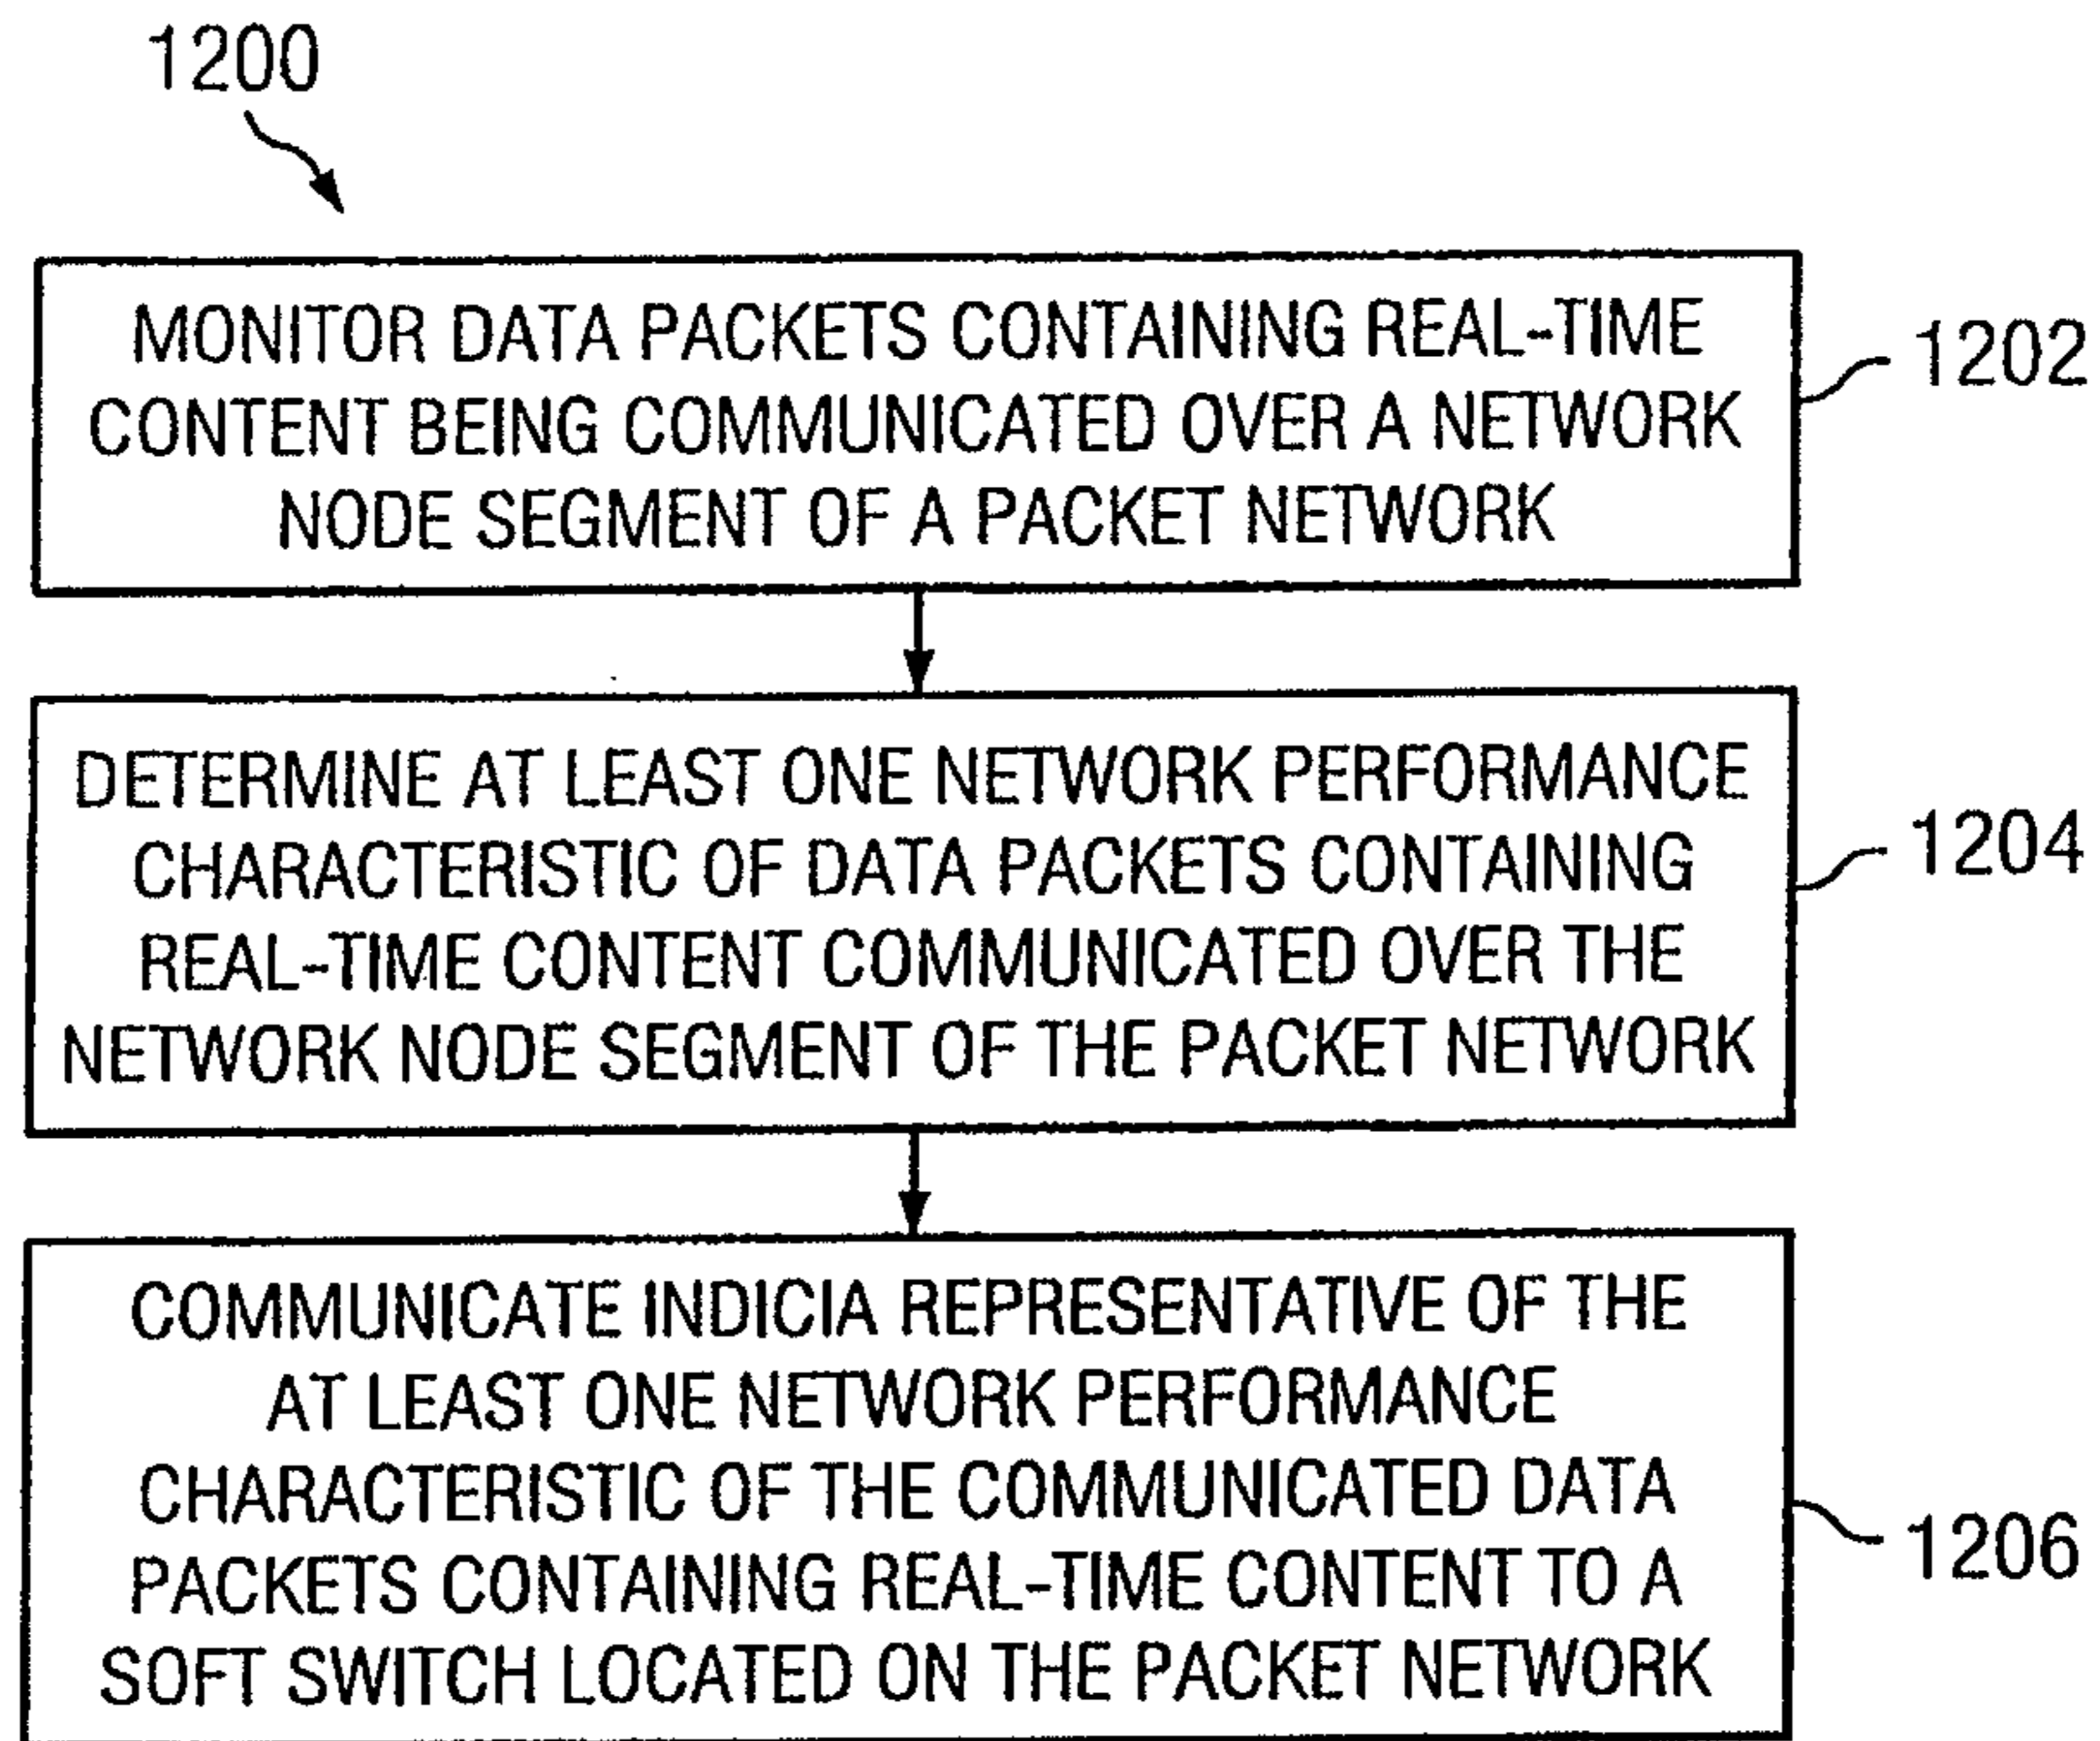 1200
MONITOR DATA PACKETS CONTAINING REAL-TIME
CONTENT BEING COMMUNICATED OVER A NETWORK
NODE SEGMENT OF A PACKET NETWORK
1202
DETERMINE AT LEAST ONE NETWORK PERFORMANCE
CHARACTERISTIC OF DATA PACKETS CONTAINING
REAL-TIME CONTENT COMMUNICATED OVER THE
NETWORK NODE SEGMENT OF THE PACKET NETWORK
1204
COMMUNICATE INDICIA REPRESENTATIVE OF THE
AT LEAST ONE NETWORK PERFORMANCE
CHARACTERISTIC OF THE COMMUNICATED DATA
PACKETS CONTAINING REAL-TIME CONTENT TO A
SOFT SWITCH LOCATED ON THE PACKET NETWORK
1206